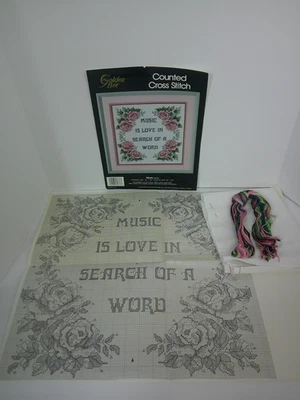 Golden Bee
Counted
Cross Stitch
MUSIC
IS LOVE IN
SEARCH OF A
WORD
MUSIC
IS LOVE IN
SEARCH OF A
WORD